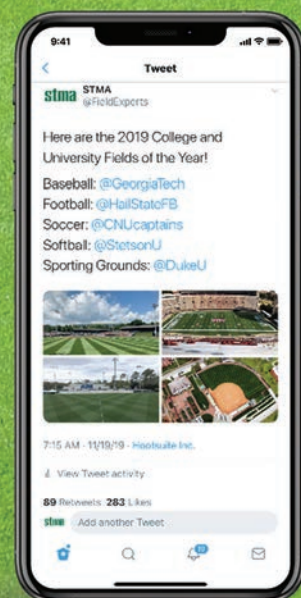 9:41
Tweet
stma
STMA
@FieldExperts
Here are the 2019 College and
University Fields of the Year!
Baseball: @GeorgiaTech
Football: @HailStateFB
Soccer: @CNUcaptains
Softball: @StetsonU
Sporting Grounds: @DukeU
7:15 AM · 11/19/19 · Hootsuite Inc.
View Tweet activity
89 Retweets 283 Likes
stma Add another Tweet